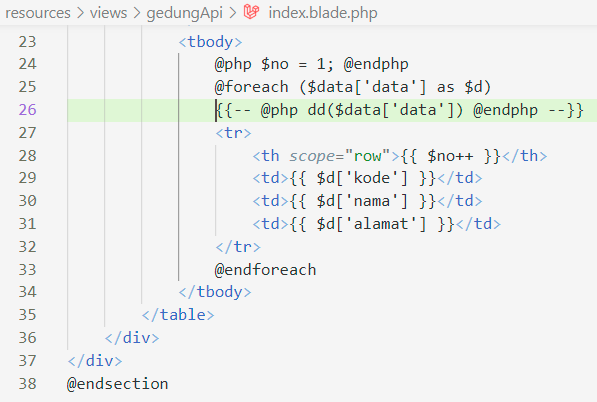 resources > views > gedungApi > index.blade.php
23 <tbody>
24 @php $no = 1; @endphp
25 @foreach ($data['data'] as $d)
26 {{-- @php dd($data['data']) @endphp --}}
27 <tr>
28 <th scope="row">{{ $no++ }}</th>
29 <td>{{ $d['kode'] }}</td>
30 <td>{{ $d['nama'] }}</td>
31 <td>{{ $d['alamat'] }}</td>
32 </tr>
33 @endforeach
34 </tbody>
35 </table>
36 </div>
37 </div>
38 @endsection